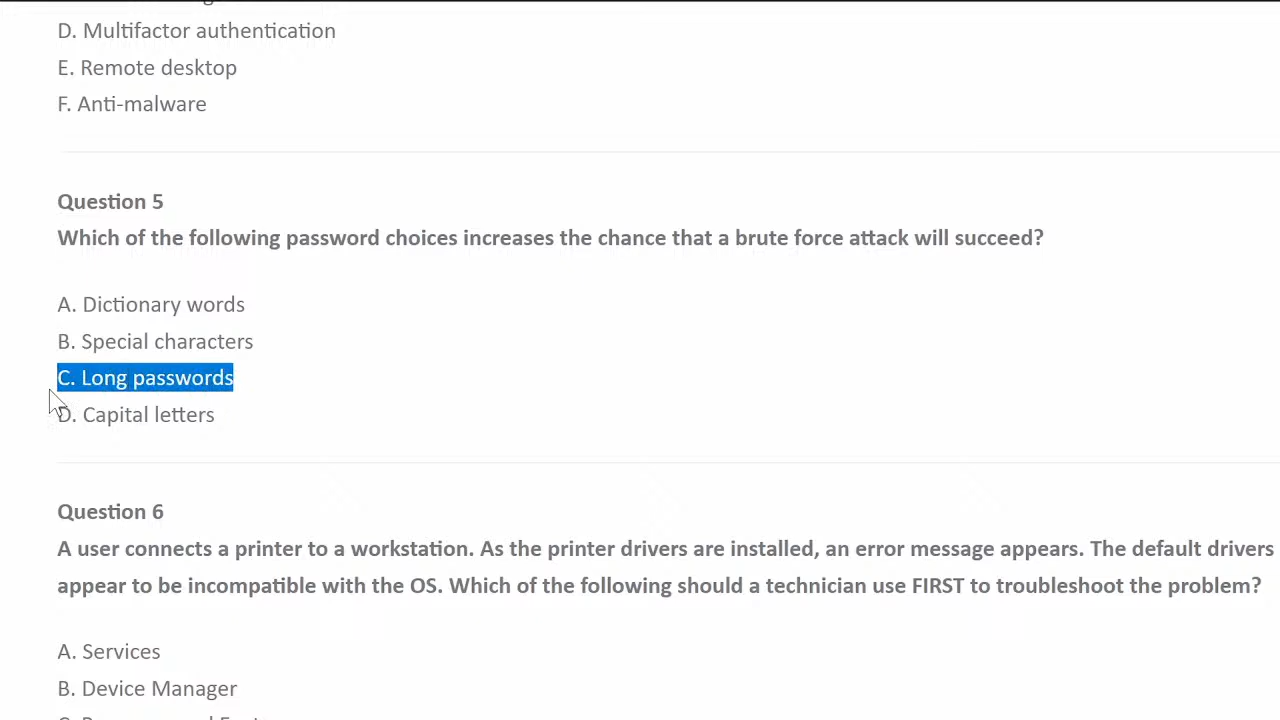 D. Multifactor authentication
E. Remote desktop
F. Anti-malware
Question 5
Which of the following password choices increases the chance that a brute force attack will succeed?
A. Dictionary words
B. Special characters
C. Long passwords
D. Capital letters
Question 6
A user connects a printer to a workstation. As the printer drivers are installed, an error message appears. The default drivers
appear to be incompatible with the OS. Which of the following should a technician use FIRST to troubleshoot the problem?
A. Services
B. Device Manager